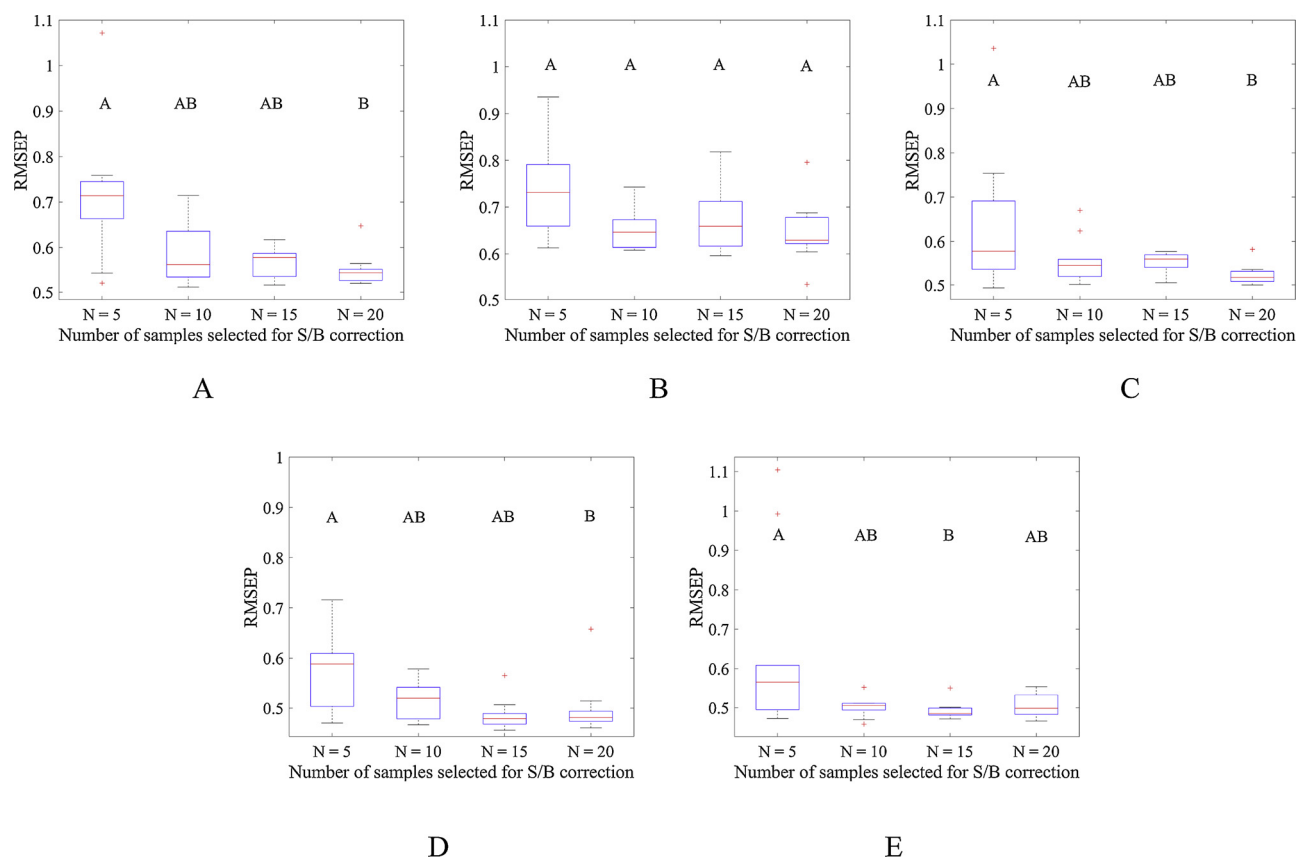 1.1
1
0.9
0.8
0.7
0.6
0.5
RMSEP
A AB AB B
N = 5 N = 10 N = 15 N = 20
Number of samples selected for S/B correction
A
1.1
1
0.9
0.8
0.7
0.6
0.5
RMSEP
A A A A
N = 5 N = 10 N = 15 N = 20
Number of samples selected for S/B correction
B
1.1
1
0.9
0.8
0.7
0.6
0.5
RMSEP
A AB AB B
N = 5 N = 10 N = 15 N = 20
Number of samples selected for S/B correction
C
1
0.9
0.8
0.7
0.6
0.5
RMSEP
A AB AB B
N = 5 N = 10 N = 15 N = 20
Number of samples selected for S/B correction
D
1.1
1
0.9
0.8
0.7
0.6
0.5
RMSEP
A AB B AB
N = 5 N = 10 N = 15 N = 20
Number of samples selected for S/B correction
E